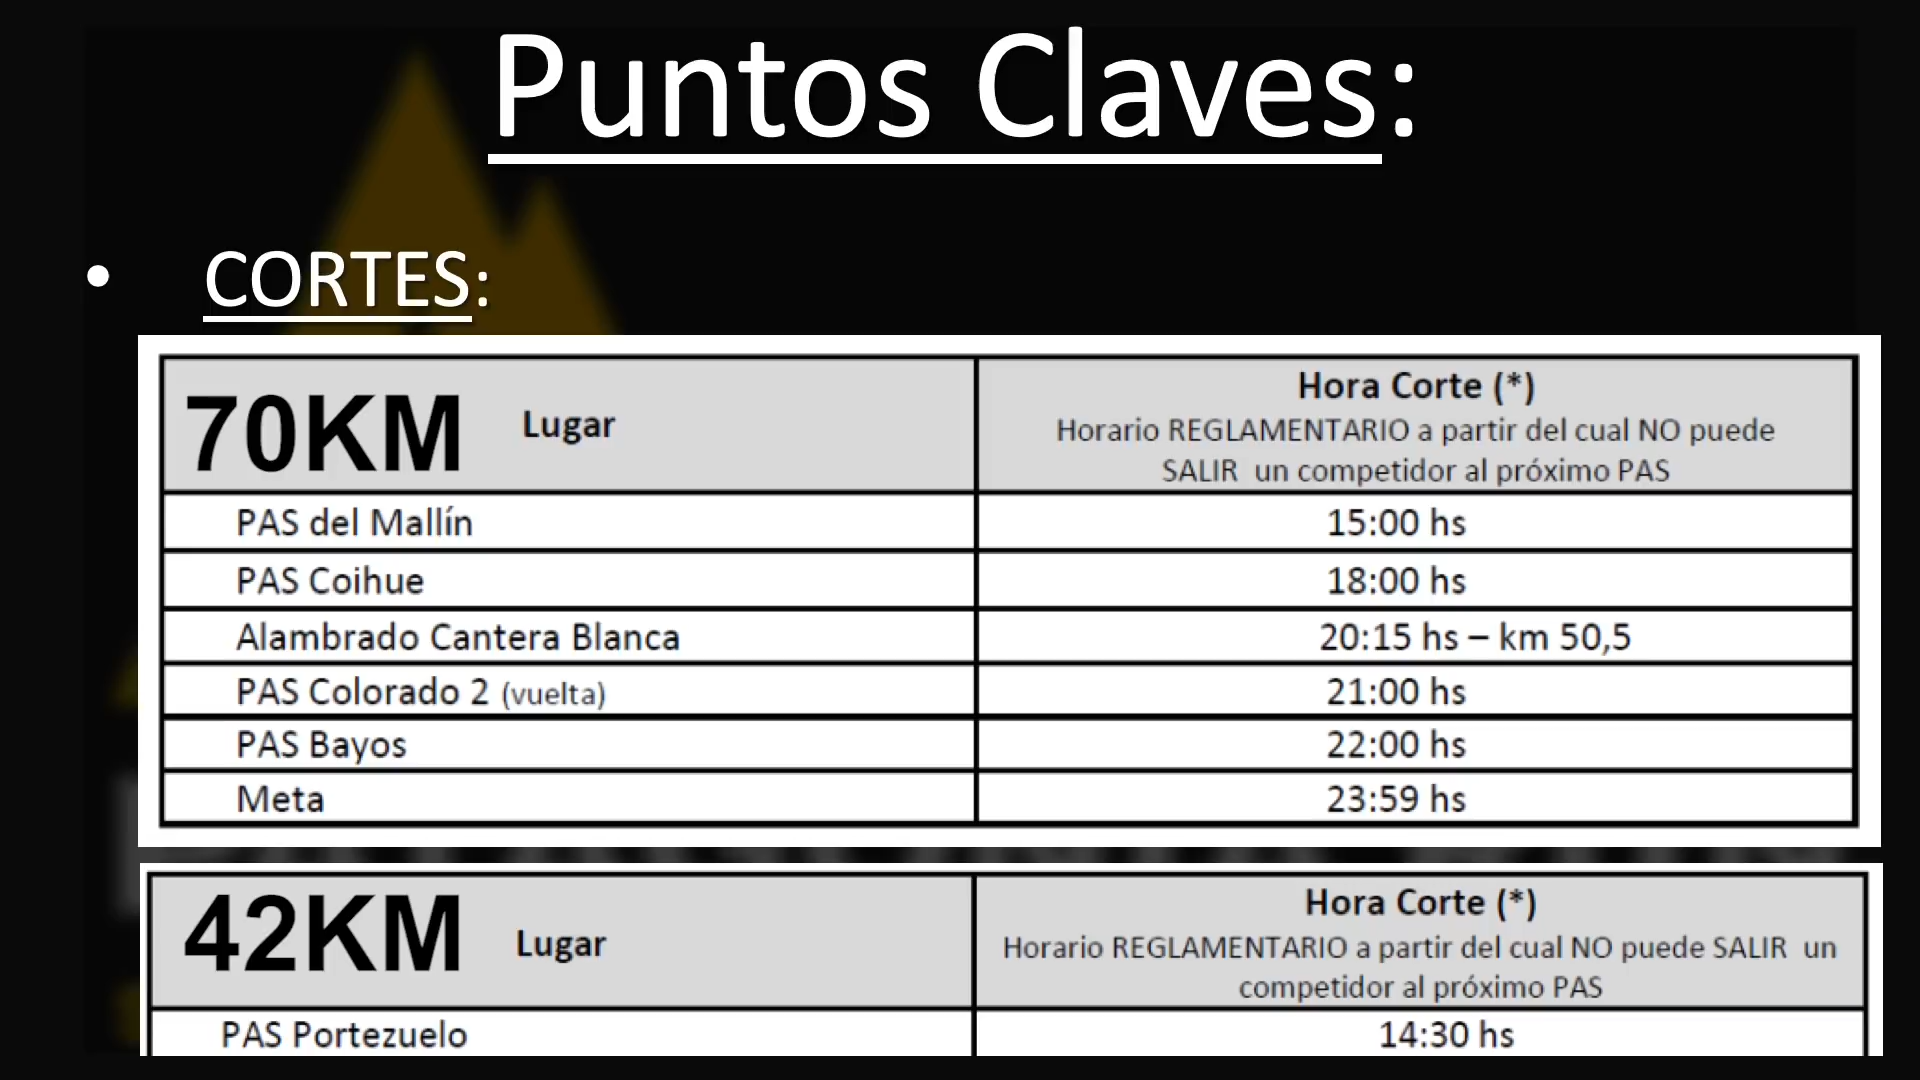 Puntos Claves:
• CORTES:
70KM Lugar
Hora Corte (*)
Horario REGLAMENTARIO a partir del cual NO puede
SALIR un competidor al próximo PAS
PAS del Mallín 15:00 hs
PAS Coihue 18:00 hs
Alambrado Cantera Blanca 20:15 hs – km 50,5
PAS Colorado 2 (vuelta) 21:00 hs
PAS Bayos 22:00 hs
Meta 23:59 hs
42KM Lugar
Hora Corte (*)
Horario REGLAMENTARIO a partir del cual NO puede SALIR un
competidor al próximo PAS
PAS Portezuelo 14:30 hs